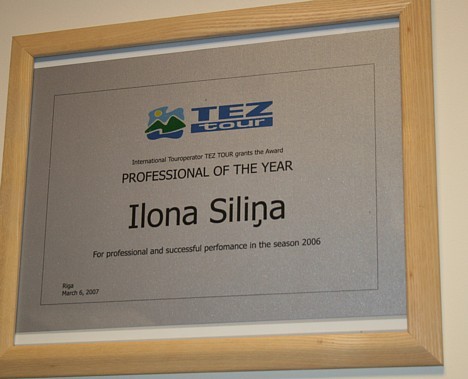 TEZ
tour
International Touroperator TEZ TOUR grants the Award
PROFESSIONAL OF THE YEAR
Ilona Siliņa
For professional and successful perfomance in the season 2006
Riga
March 6, 2007